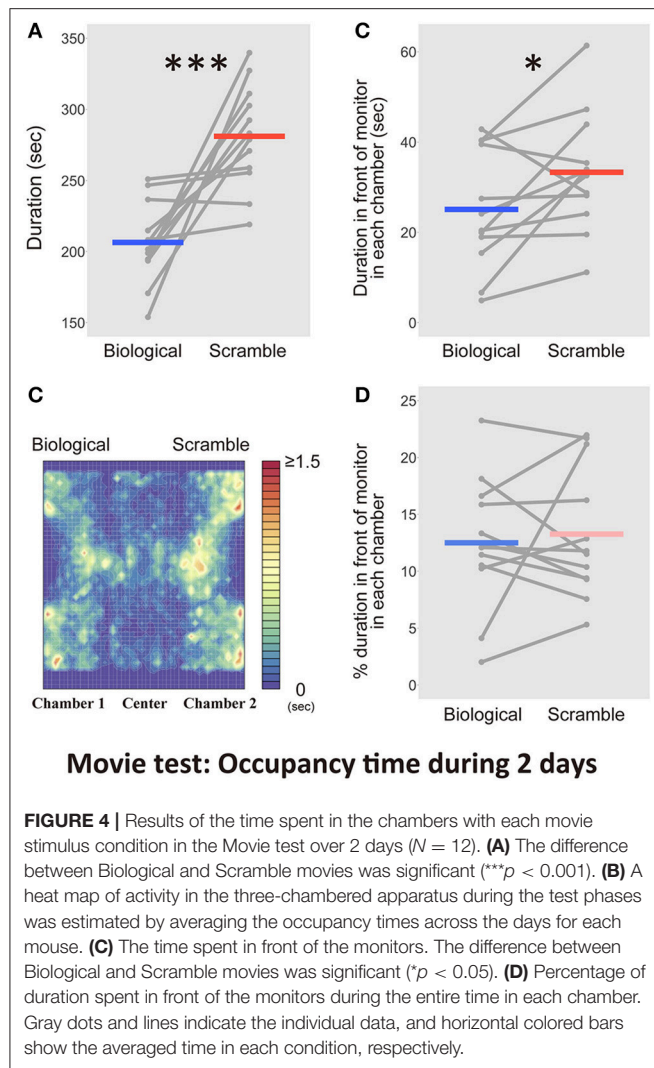 A
350
300
250
200
150
Duration (sec)
***
Biological Scramble
C
60
40
20
0
Duration in front of monitor
in each chamber (sec)
*
Biological Scramble
C
Biological Scramble
≥1.5
0
(sec)
Chamber 1 Center Chamber 2
D
25
20
15
10
5
0
% duration in front of monitor
in each chamber
Biological Scramble
Movie test: Occupancy time during 2 days
FIGURE 4 | Results of the time spent in the chambers with each movie
stimulus condition in the Movie test over 2 days (N = 12). (A) The difference
between Biological and Scramble movies was significant (***p < 0.001). (B) A
heat map of activity in the three-chambered apparatus during the test phases
was estimated by averaging the occupancy times across the days for each
mouse. (C) The time spent in front of the monitors. The difference between
Biological and Scramble movies was significant (*p < 0.05). (D) Percentage of
duration spent in front of the monitors during the entire time in each chamber.
Gray dots and lines indicate the individual data, and horizontal colored bars
show the averaged time in each condition, respectively.